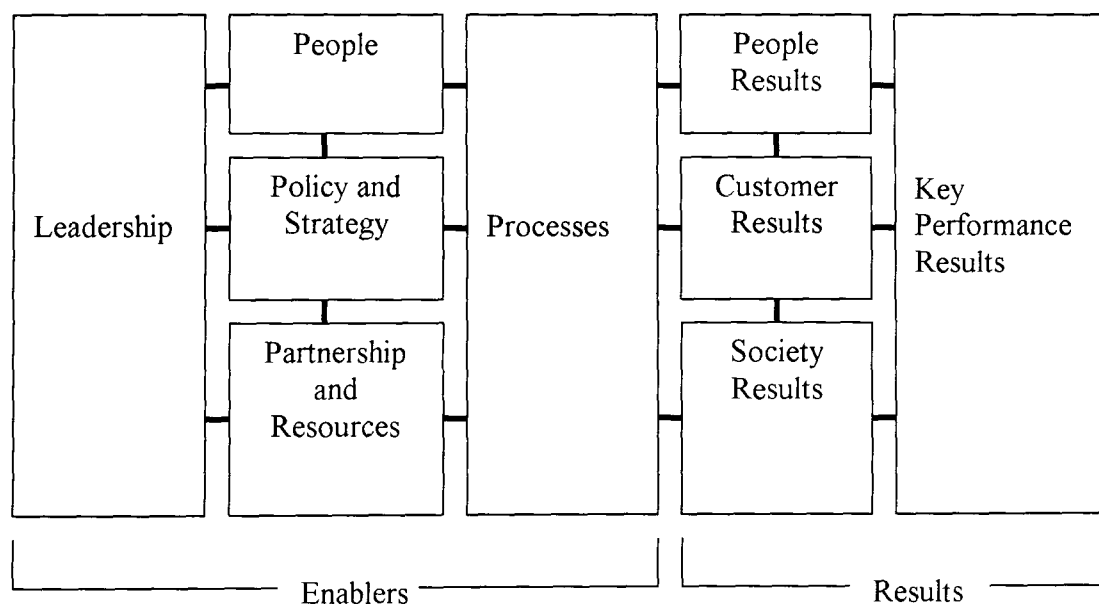 People
People
Results
Leadership
Policy and
Strategy
Processes
Customer
Results
Key
Performance
Results
Partnership
and
Resources
Society
Results
Enablers
Results